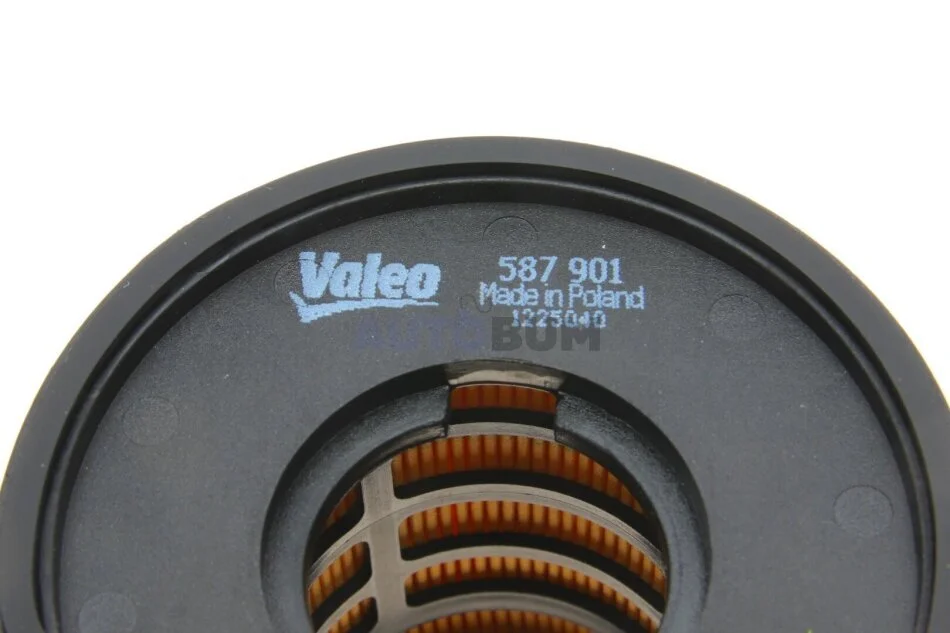 Valeo
587 901
Made in Poland
1225040
AUTOBUM